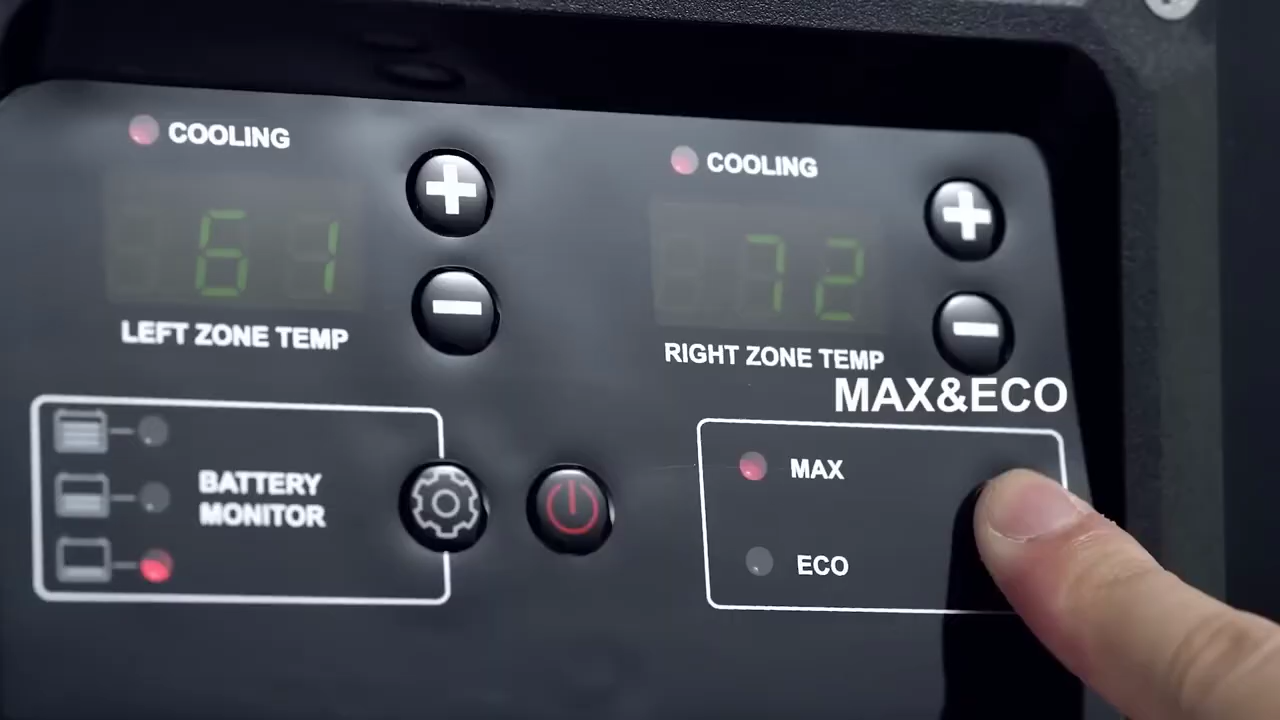 COOLING
61
LEFT ZONE TEMP
COOLING
72
RIGHT ZONE TEMP
MAX&ECO
BATTERY
MONITOR
MAX
ECO